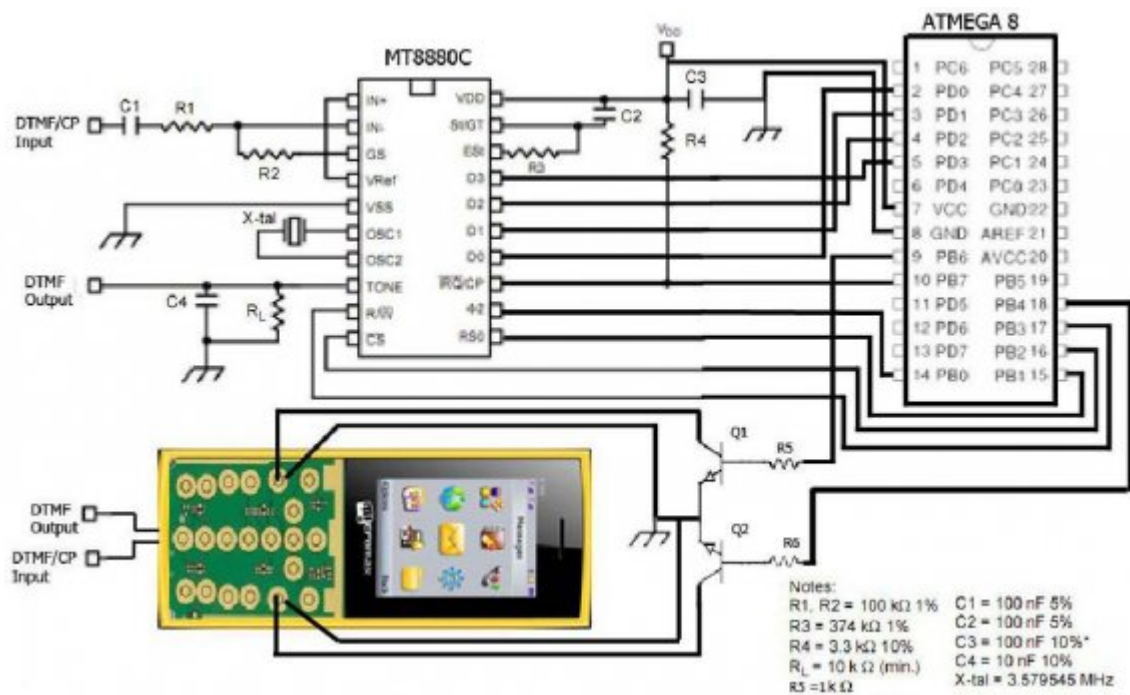 ATMEGA 8
MT8880C
VDD
C3
C1
R1
DTMF/CP
Input
R2
IN+
IN-
GS
VRef
VSS
OSC1
OSC2
TONE
R/W
CS
VDD
St/GT
ESt
D3
D2
D1
D0
IRQ/CP
RS0
C2
R3
R4
X-tal
DTMF
Output
C4
RL
1 PC6 PC5 28
2 PD0 PC4 27
3 PD1 PC3 26
4 PD2 PC2 25
5 PD3 PC1 24
6 PD4 PC0 23
7 VCC GND 22
8 GND AREF 21
9 PB6 AVCC 20
10 PB7 PB5 19
11 PD5 PB4 18
12 PD6 PB3 17
13 PD7 PB2 16
14 PB0 PB1 15
Q1
R5
Q2
R6
DTMF
Output
DTMF/CP
Input
Messages
Notes:
R1, R2 = 100 kΩ 1%
R3 = 374 kΩ 1%
R4 = 3.3 kΩ 10%
RL = 10 k Ω (min.)
R5 =1k Ω
C1 = 100 nF 5%
C2 = 100 nF 5%
C3 = 100 nF 10%*
C4 = 10 nF 10%
X-tal = 3.579545 MHz